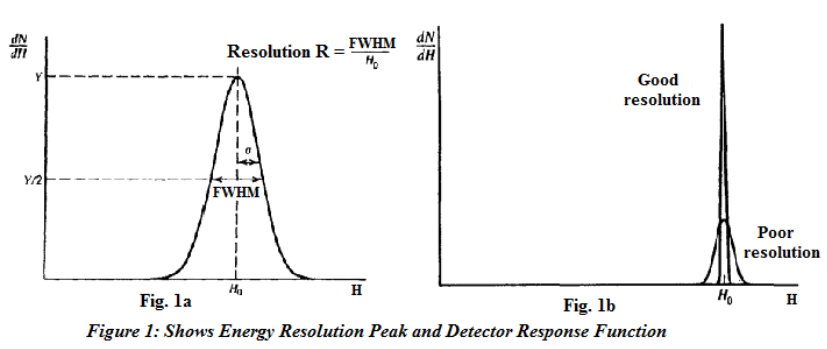 dN
dH
Resolution R = FWHM
H₀
Y
σ
Y/2
FWHM
H₀
H
Fig. 1a
dN
dH
Good
resolution
Poor
resolution
H₀
H
Fig. 1b
Figure 1: Shows Energy Resolution Peak and Detector Response Function